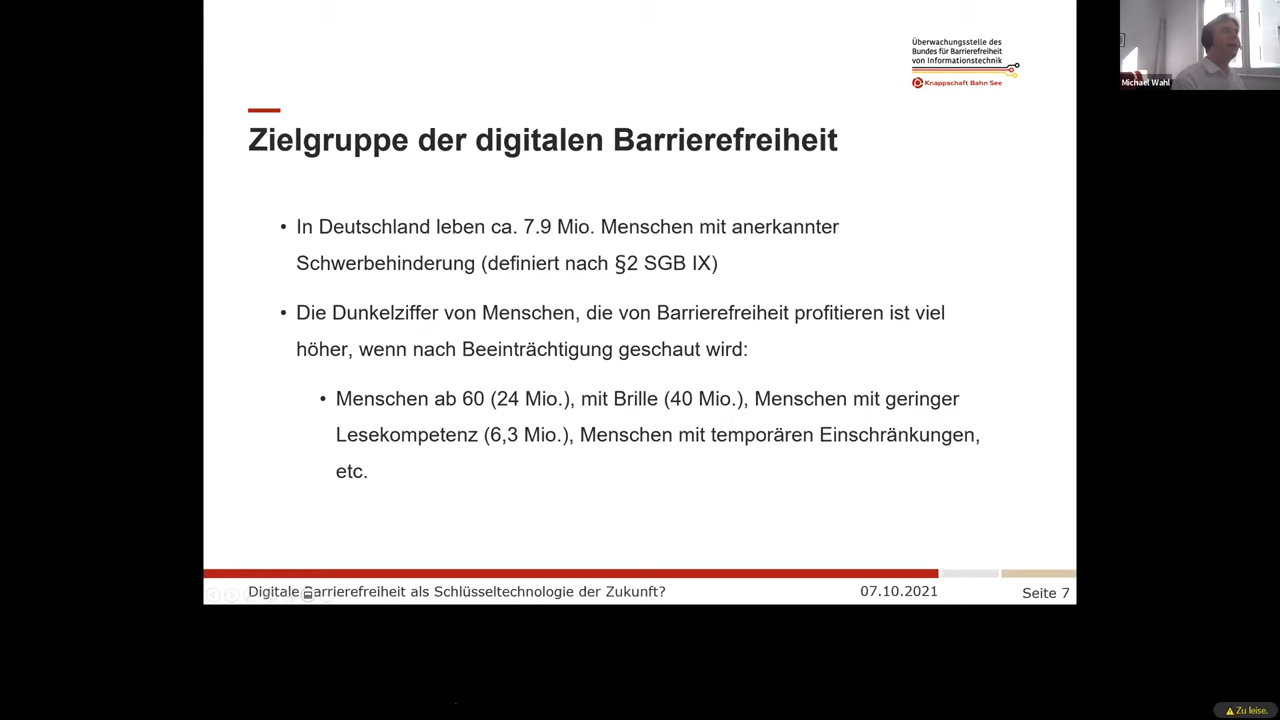 Überwachungsstelle des
Bundes für Barrierefreiheit
von Informationstechnik
Knappschaft Bahn See
Michael Wahl
Zielgruppe der digitalen Barrierefreiheit
• In Deutschland leben ca. 7.9 Mio. Menschen mit anerkannter
Schwerbehinderung (definiert nach §2 SGB IX)
• Die Dunkelziffer von Menschen, die von Barrierefreiheit profitieren ist viel
höher, wenn nach Beeinträchtigung geschaut wird:
• Menschen ab 60 (24 Mio.), mit Brille (40 Mio.), Menschen mit geringer
Lesekompetenz (6,3 Mio.), Menschen mit temporären Einschränkungen,
etc.
Digitale Barrierefreiheit als Schlüsseltechnologie der Zukunft?
07.10.2021
Seite 7
Zu leise.